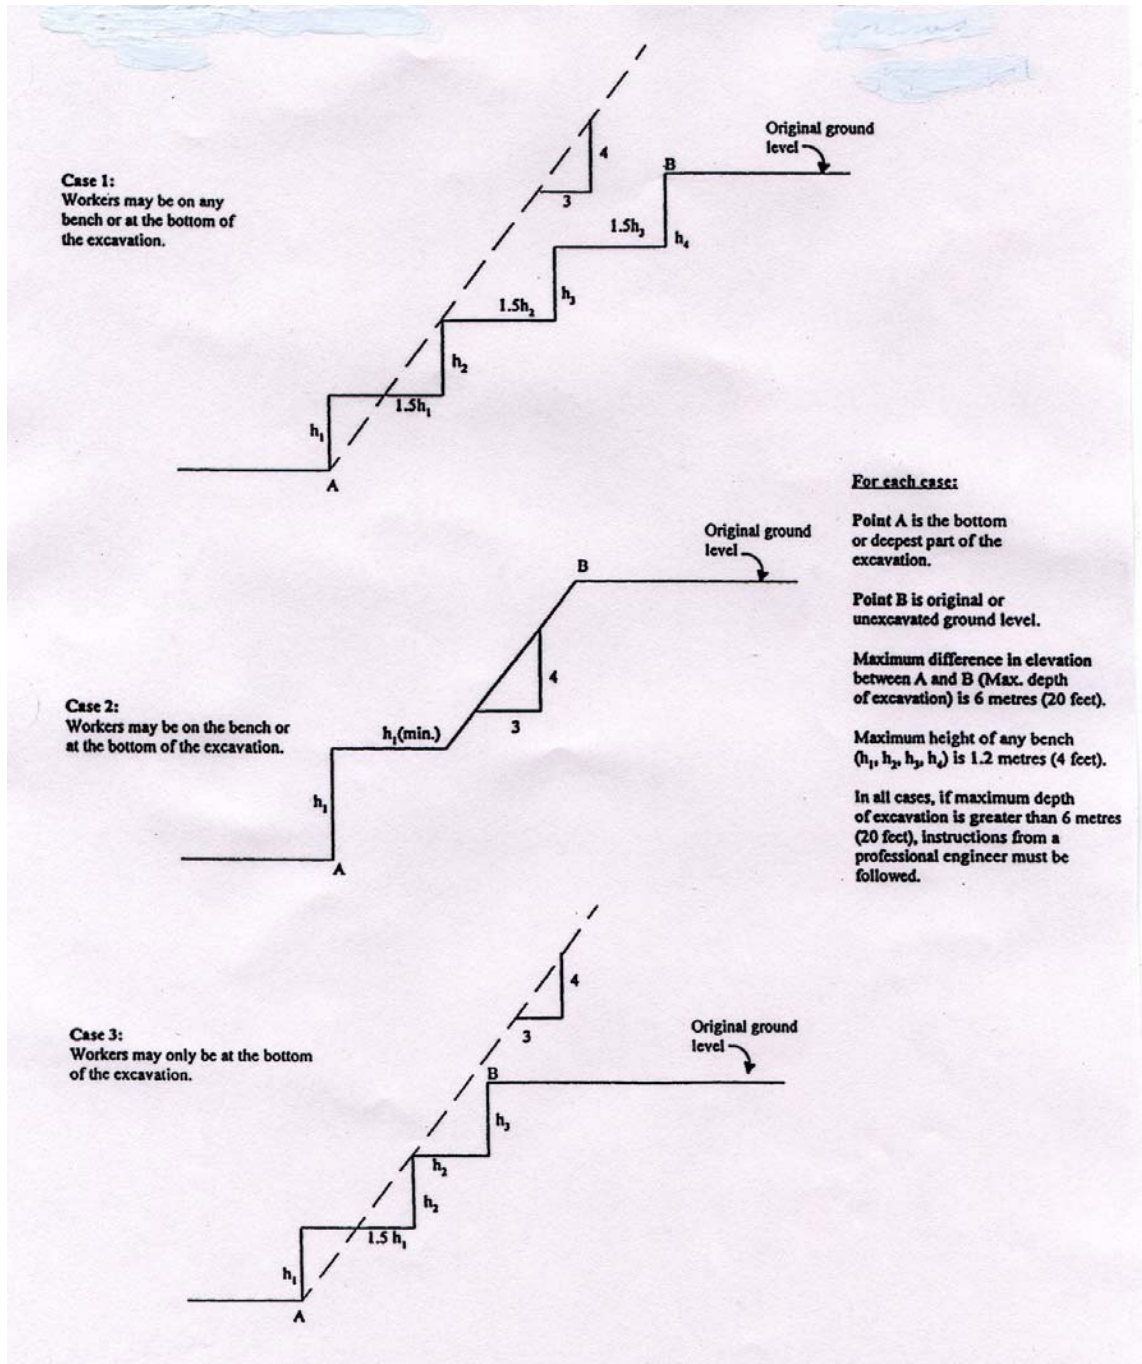 Original ground
level
B
4
3
Case 1:
Workers may be on any
bench or at the bottom of
the excavation.
1.5h₃
h₄
h₃
1.5h₂
h₂
1.5h₁
h₁
A
For each case:
Point A is the bottom
or deepest part of the
excavation.
Point B is original or
unexcavated ground level.
Maximum difference in elevation
between A and B (Max. depth
of excavation) is 6 metres (20 feet).
Maximum height of any bench
(h₁, h₂, h₃, h₄) is 1.2 metres (4 feet).
In all cases, if maximum depth
of excavation is greater than 6 metres
(20 feet), instructions from a
professional engineer must be
followed.
Original ground
level
B
4
3
Case 2:
Workers may be on the bench or
at the bottom of the excavation.
h₁(min.)
h₁
A
4
3
Case 3:
Workers may only be at the bottom
of the excavation.
Original ground
level
B
h₃
h₂
h₂
1.5 h₁
h₁
A